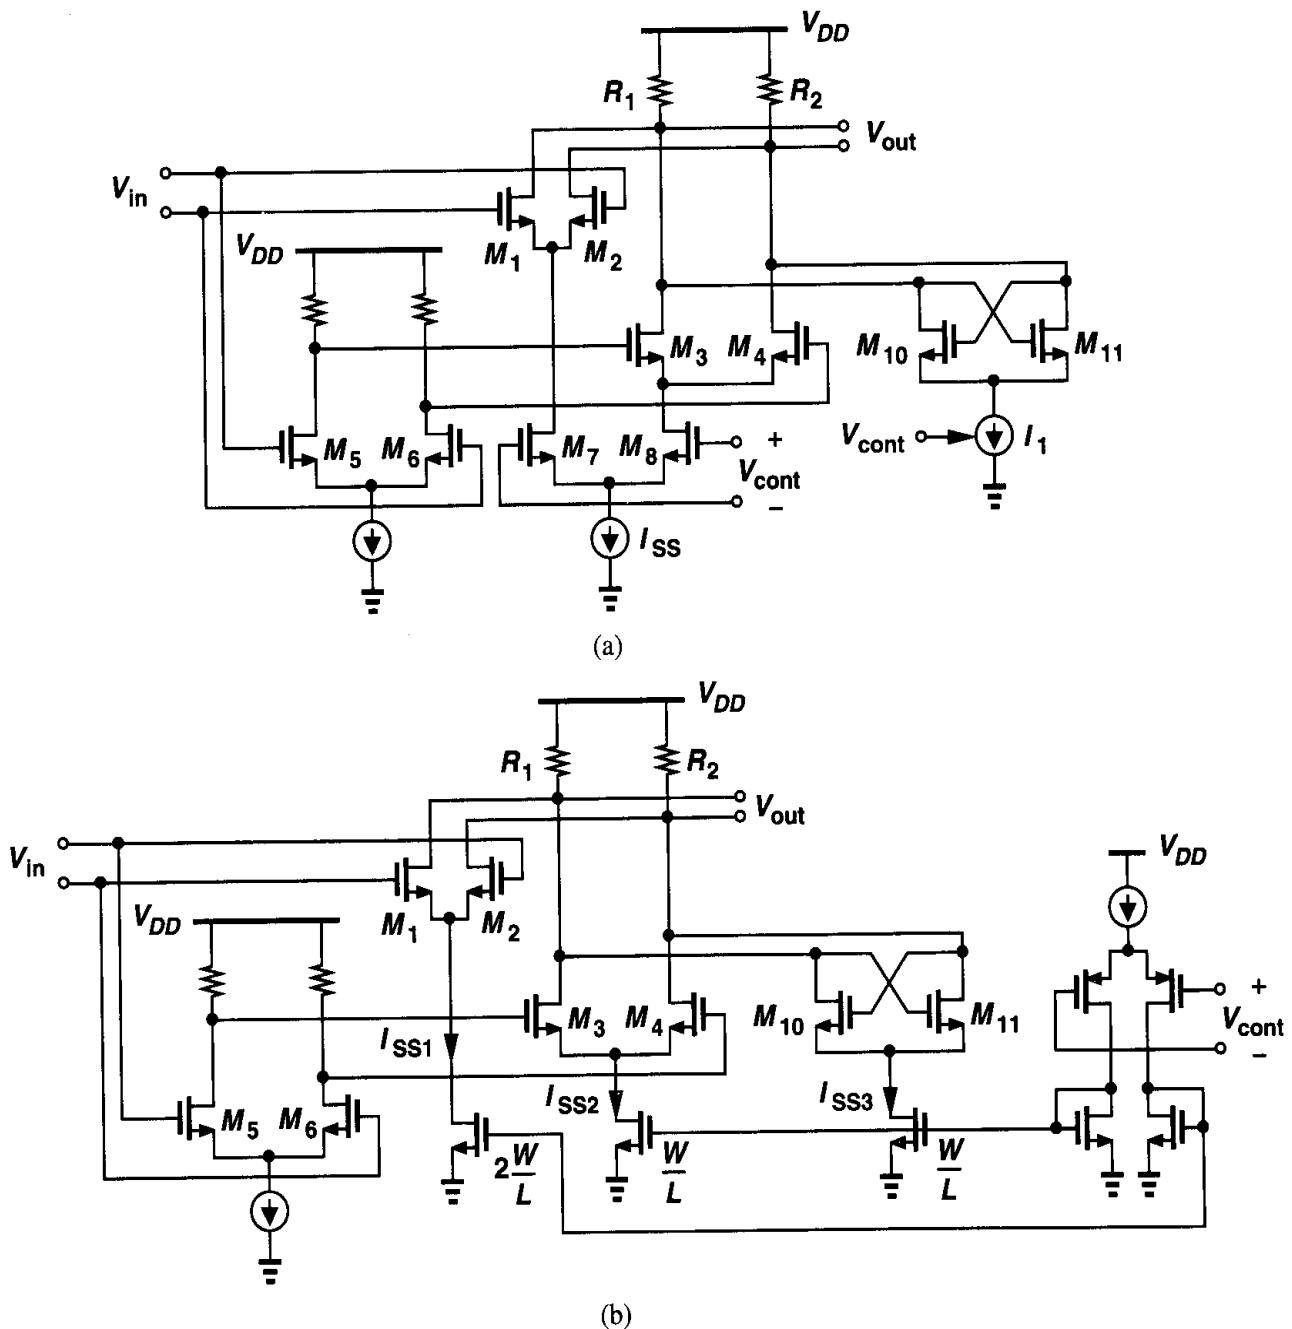 V_DD
R_1
R_2
V_out
V_in
M_1
M_2
V_DD
M_3
M_4
M_10
M_11
M_5
M_6
M_7
M_8
+
V_cont
−
V_cont
I_1
I_SS
(a)
V_DD
R_1
R_2
V_out
V_in
V_DD
M_1
M_2
V_DD
M_3
M_4
M_10
M_11
+
V_cont
−
I_SS1
I_SS2
I_SS3
M_5
M_6
2 W/L
W/L
W/L
(b)